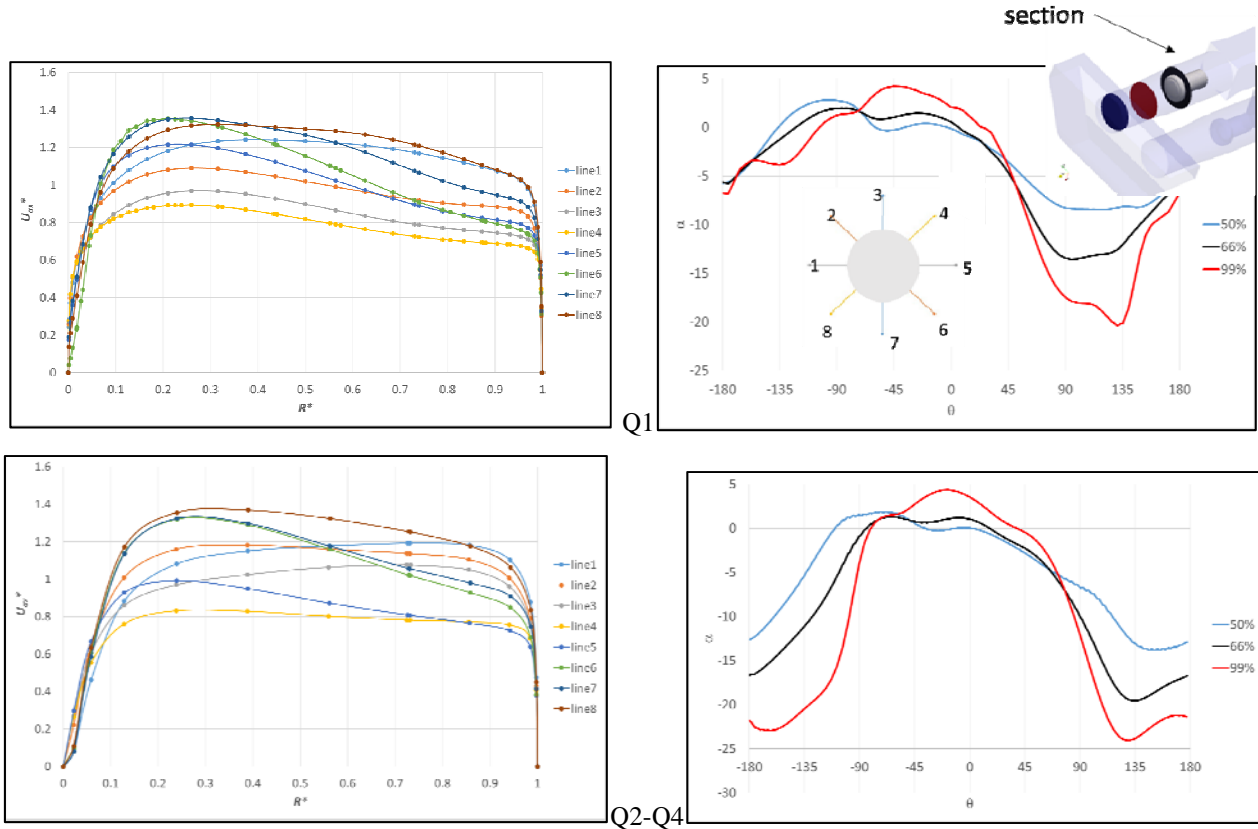 section
1.6
1.4
1.2
1
0.8
0.6
0.4
0.2
0
0 0.1 0.2 0.3 0.4 0.5 0.6 0.7 0.8 0.9 1
R*
U_ax*
line1
line2
line3
line4
line5
line6
line7
line8
Q1
5
0
-5
-10
-15
-20
-25
-180 -135 -90 -45 0 45 90 135 180
θ
α
50%
66%
99%
3
2
4
1
5
8
6
7
1.6
1.4
1.2
1
0.8
0.6
0.4
0.2
0
0 0.1 0.2 0.3 0.4 0.5 0.6 0.7 0.8 0.9 1
R*
U_ax*
line1
line2
line3
line4
line5
line6
line7
line8
Q2-Q4
5
0
-5
-10
-15
-20
-25
-30
-180 -135 -90 -45 0 45 90 135 180
θ
α
50%
66%
99%